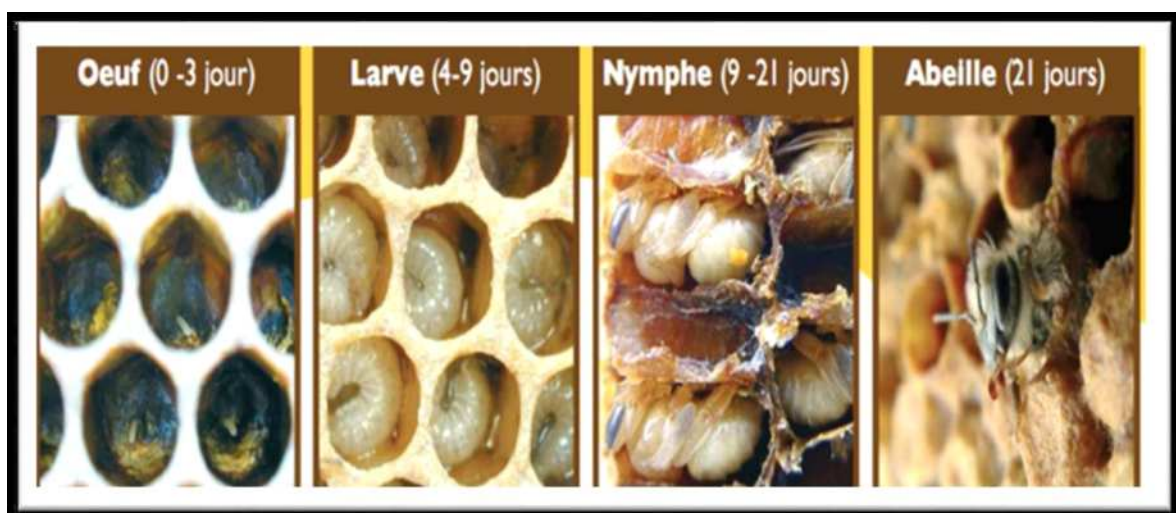 Oeuf (0 -3 jour)
Larve (4-9 jours)
Nymphe (9 -21 jours)
Abeille (21 jours)